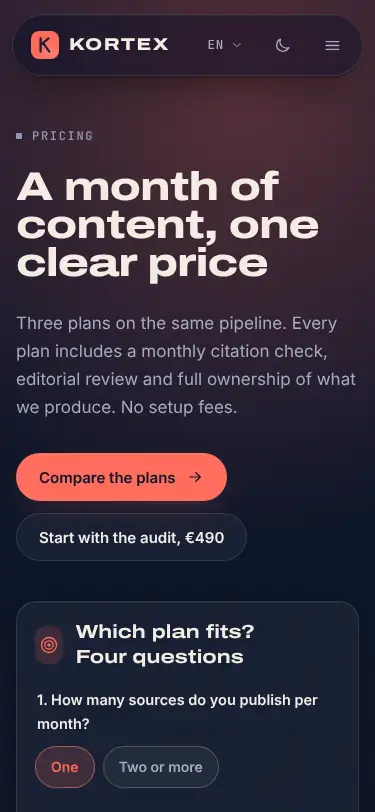 K KORTEX EN
PRICING
A month of
content, one
clear price
Three plans on the same pipeline. Every
plan includes a monthly citation check,
editorial review and full ownership of what
we produce. No setup fees.
Compare the plans →
Start with the audit, €490
Which plan fits?
Four questions
1. How many sources do you publish per
month?
One Two or more